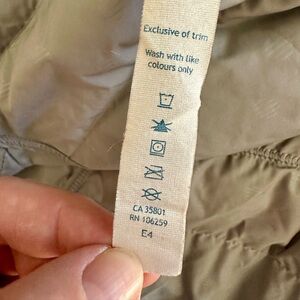 Exclusive of trim
Wash with like
colours only
CA 35801
RN 106259
E4